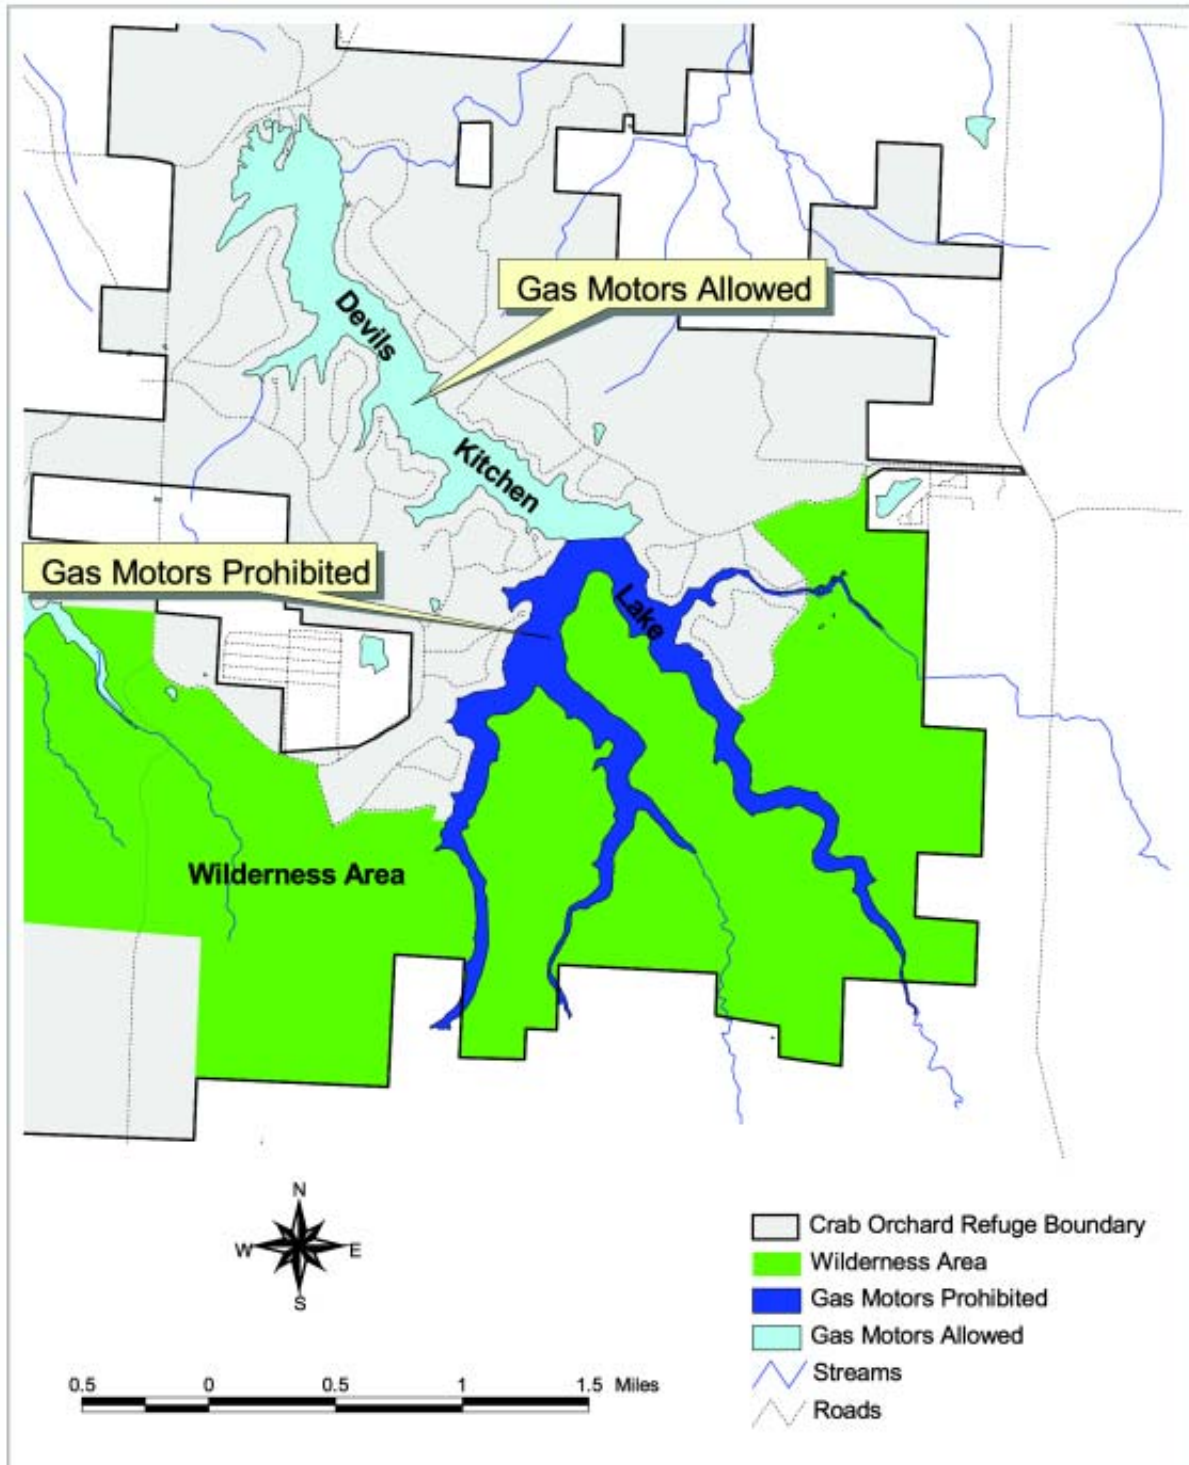 Gas Motors Allowed
Devils
Kitchen
Gas Motors Prohibited
Lake
Wilderness Area
N
W E
S
Crab Orchard Refuge Boundary
Wilderness Area
Gas Motors Prohibited
Gas Motors Allowed
Streams
Roads
0.5 0 0.5 1 1.5 Miles